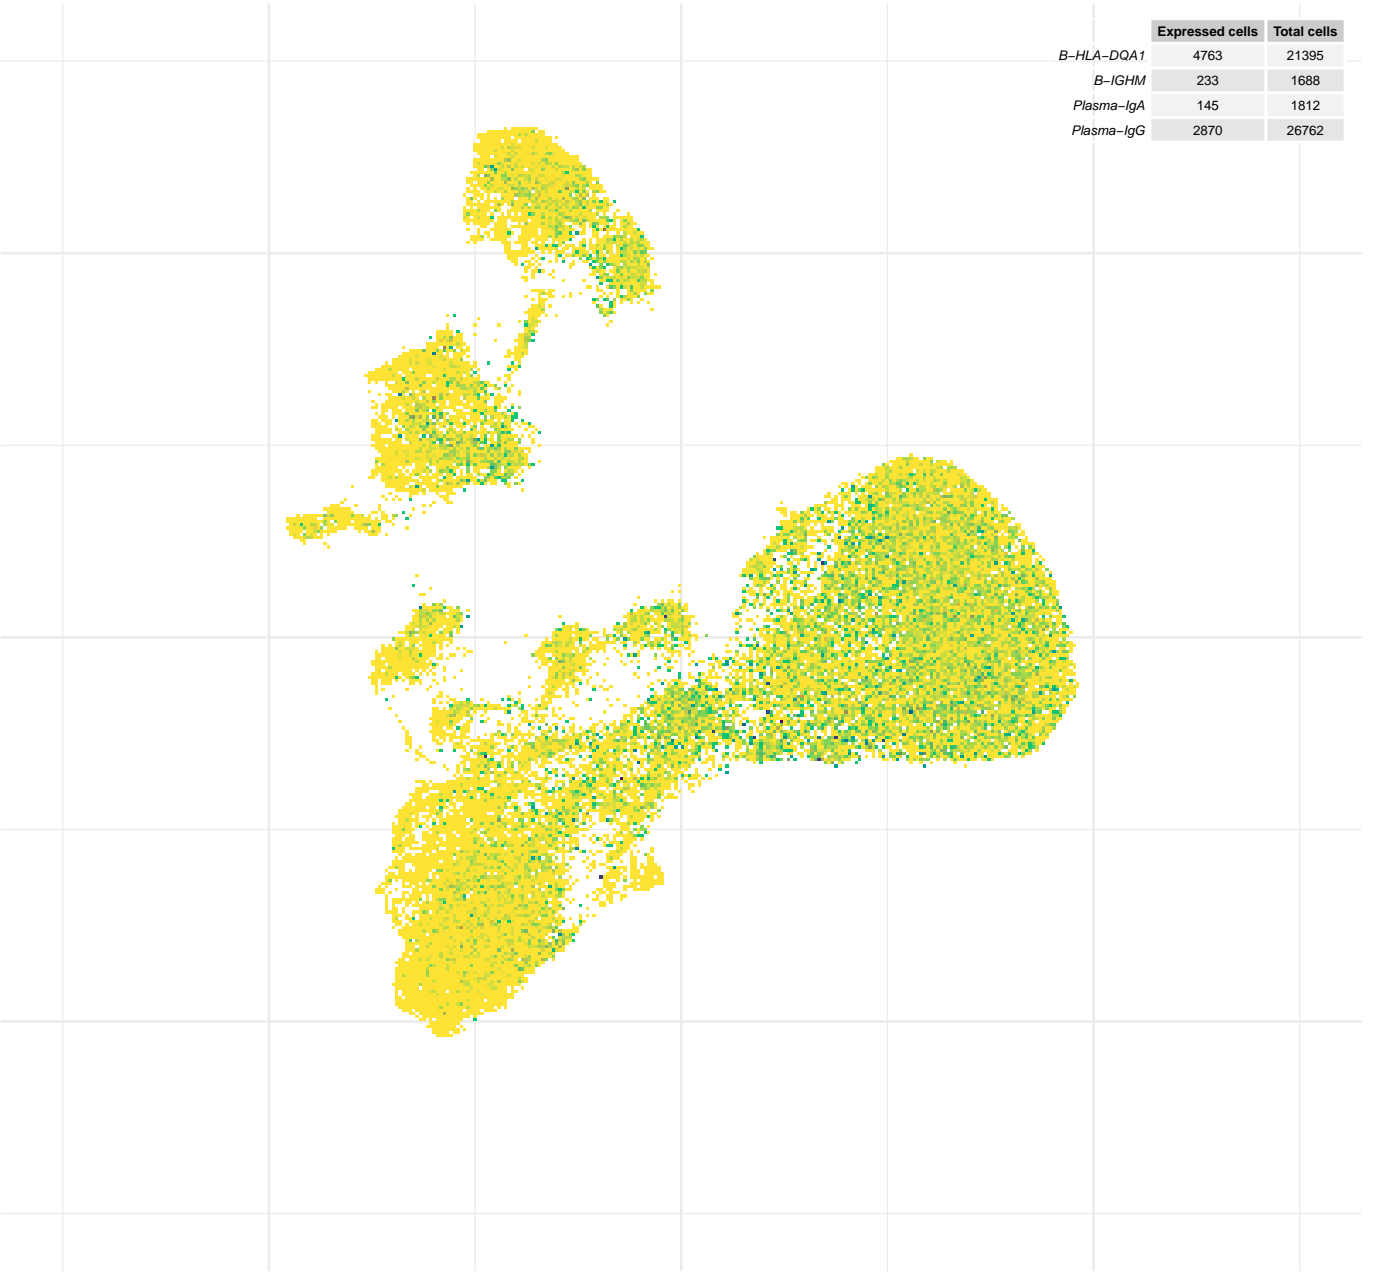 Expressed cells Total cells
B−HLA−DQA1 4763 21395
B−IGHM 233 1688
Plasma−IgA 145 1812
Plasma−IgG 2870 26762